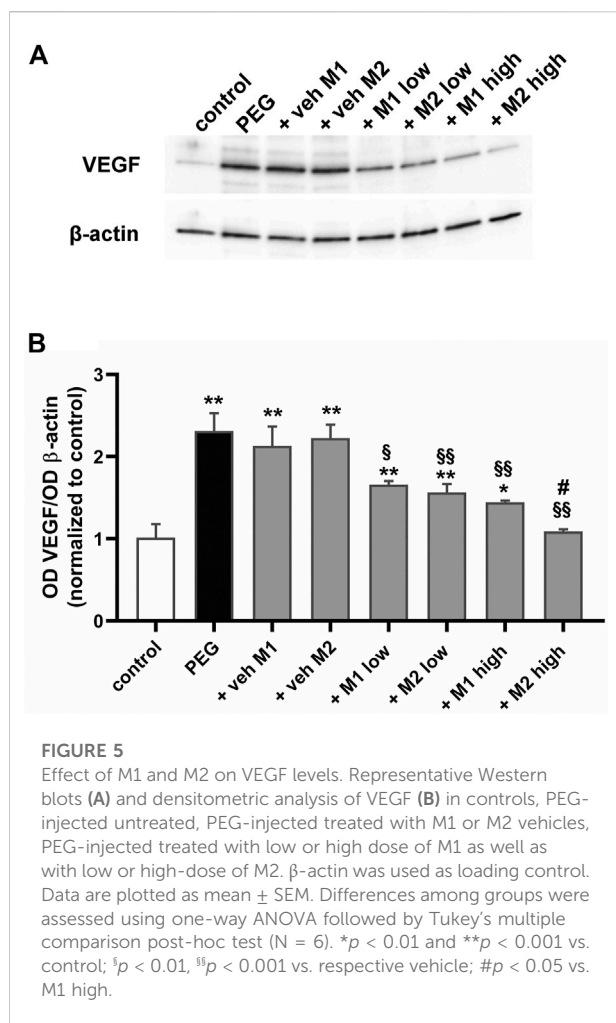 A
control PEG + veh M1 + veh M2 + M1 low + M2 low + M1 high + M2 high
VEGF
β-actin
B
OD VEGF/OD β-actin
(normalized to control)
3
2
1
0
** ** ** § ** §§ ** §§ * # §§
control PEG + veh M1 + veh M2 + M1 low + M2 low + M1 high + M2 high
FIGURE 5
Effect of M1 and M2 on VEGF levels. Representative Western
blots (A) and densitometric analysis of VEGF (B) in controls, PEG-
injected untreated, PEG-injected treated with M1 or M2 vehicles,
PEG-injected treated with low or high dose of M1 as well as
with low or high-dose of M2. β-actin was used as loading control.
Data are plotted as mean ± SEM. Differences among groups were
assessed using one-way ANOVA followed by Tukey's multiple
comparison post-hoc test (N = 6). *p < 0.01 and **p < 0.001 vs.
control; §p < 0.01, §§p < 0.001 vs. respective vehicle; #p < 0.05 vs.
M1 high.